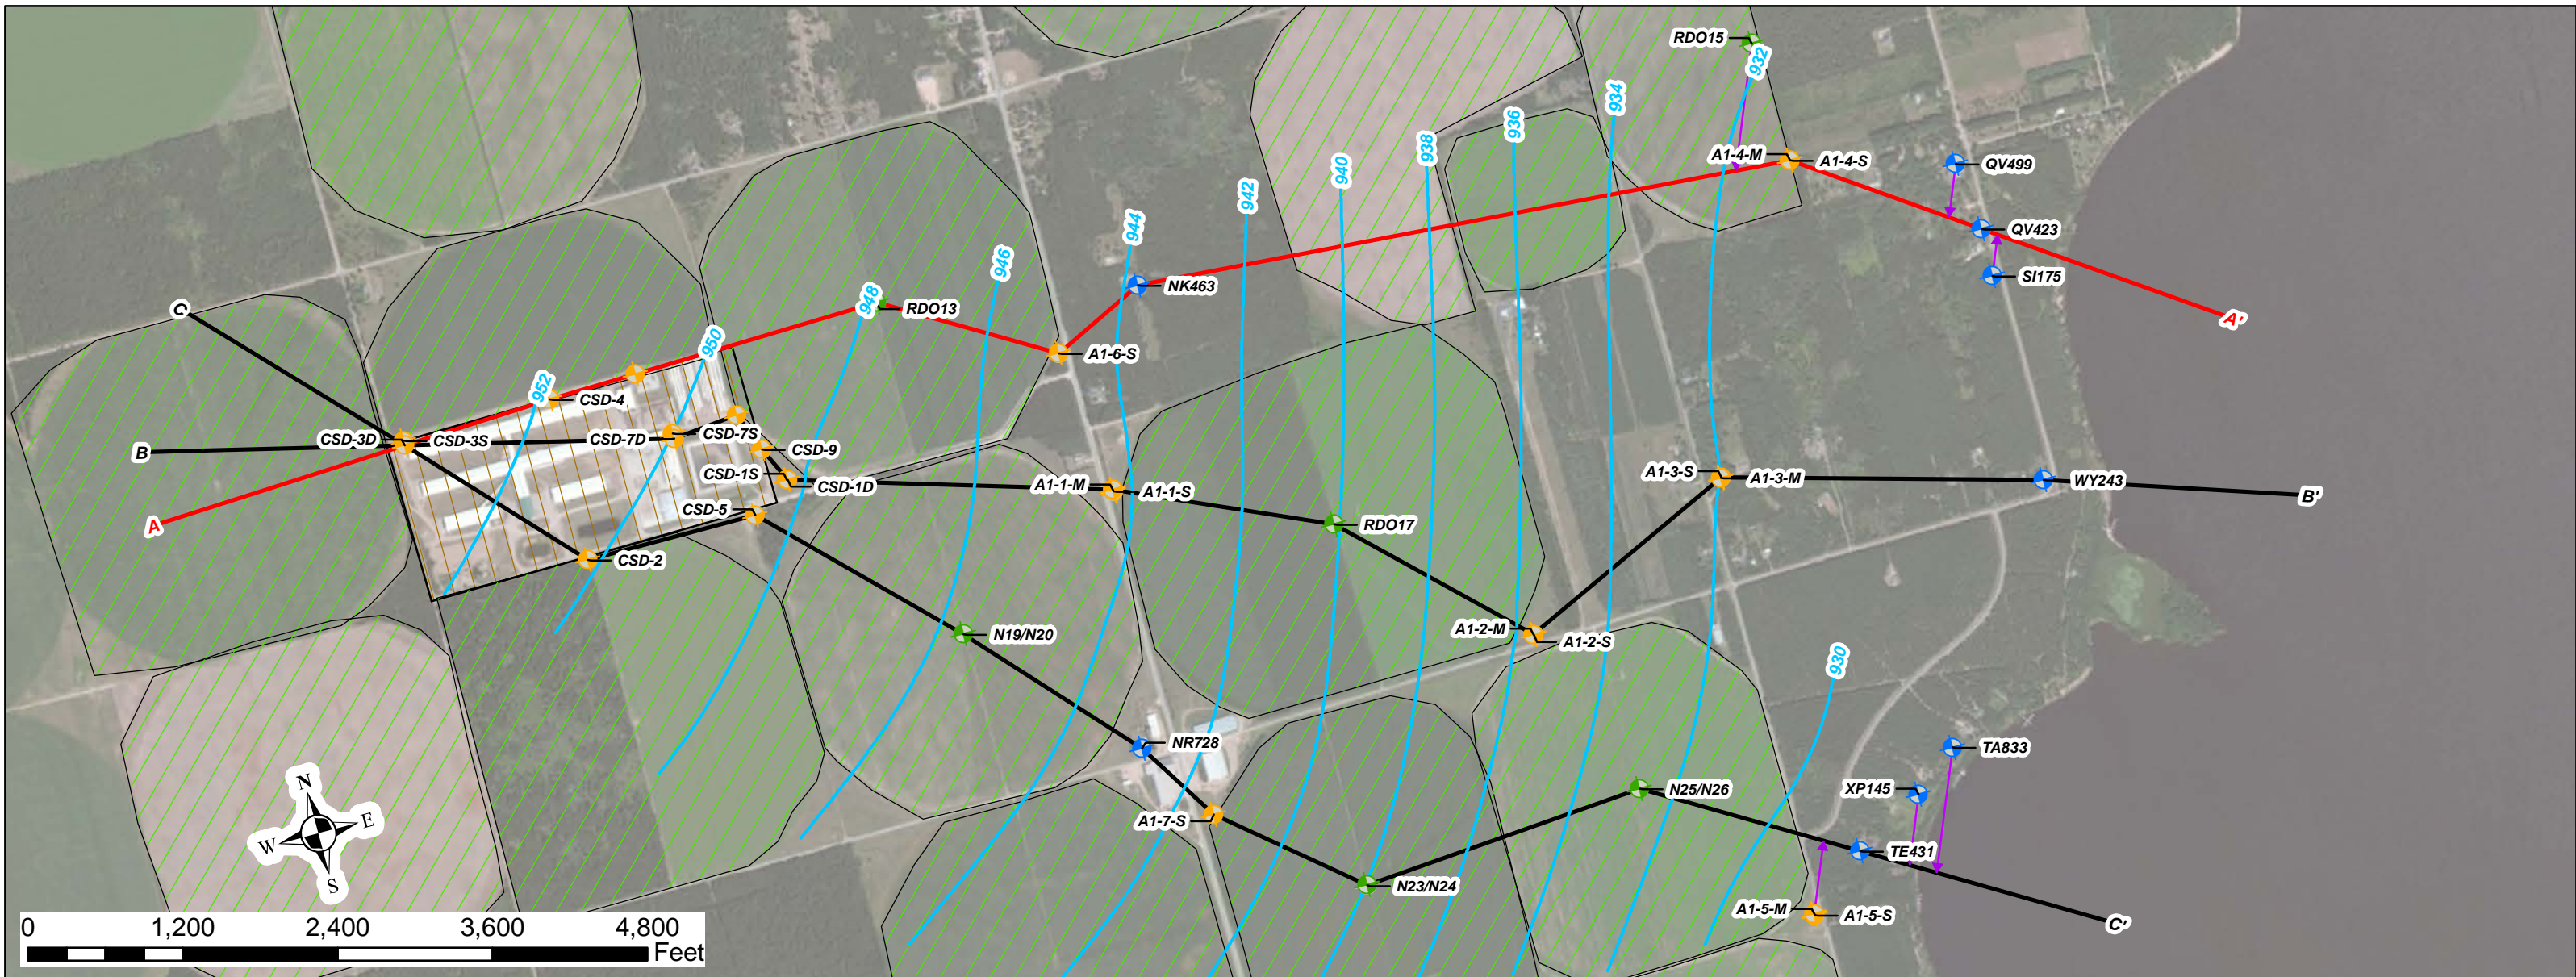 RDO15
932
934
936
938
940
942
944
946
948
950
952
A1-4-M
A1-4-S
QV499
QV423
SI175
A'
NK463
RDO13
A1-6-S
C
B
A
CSD-4
CSD-3D
CSD-3S
CSD-7D
CSD-7S
CSD-9
CSD-1S
CSD-1D
CSD-5
CSD-2
A1-1-M
A1-1-S
RDO17
A1-3-S
A1-3-M
WY243
B'
A1-2-M
A1-2-S
N19/N20
930
NR728
TA833
XP145
N25/N26
A1-7-S
TE431
N23/N24
A1-5-M
A1-5-S
C'
N
E
W
S
0 1,200 2,400 3,600 4,800
Feet